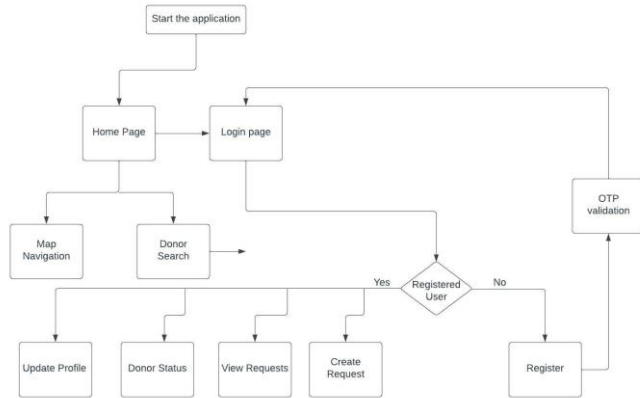 Start the application
Home Page
Login page
OTP
validation
Map
Navigation
Donor
Search
Registered
User
Yes
No
Update Profile
Donor Status
View Requests
Create
Request
Register